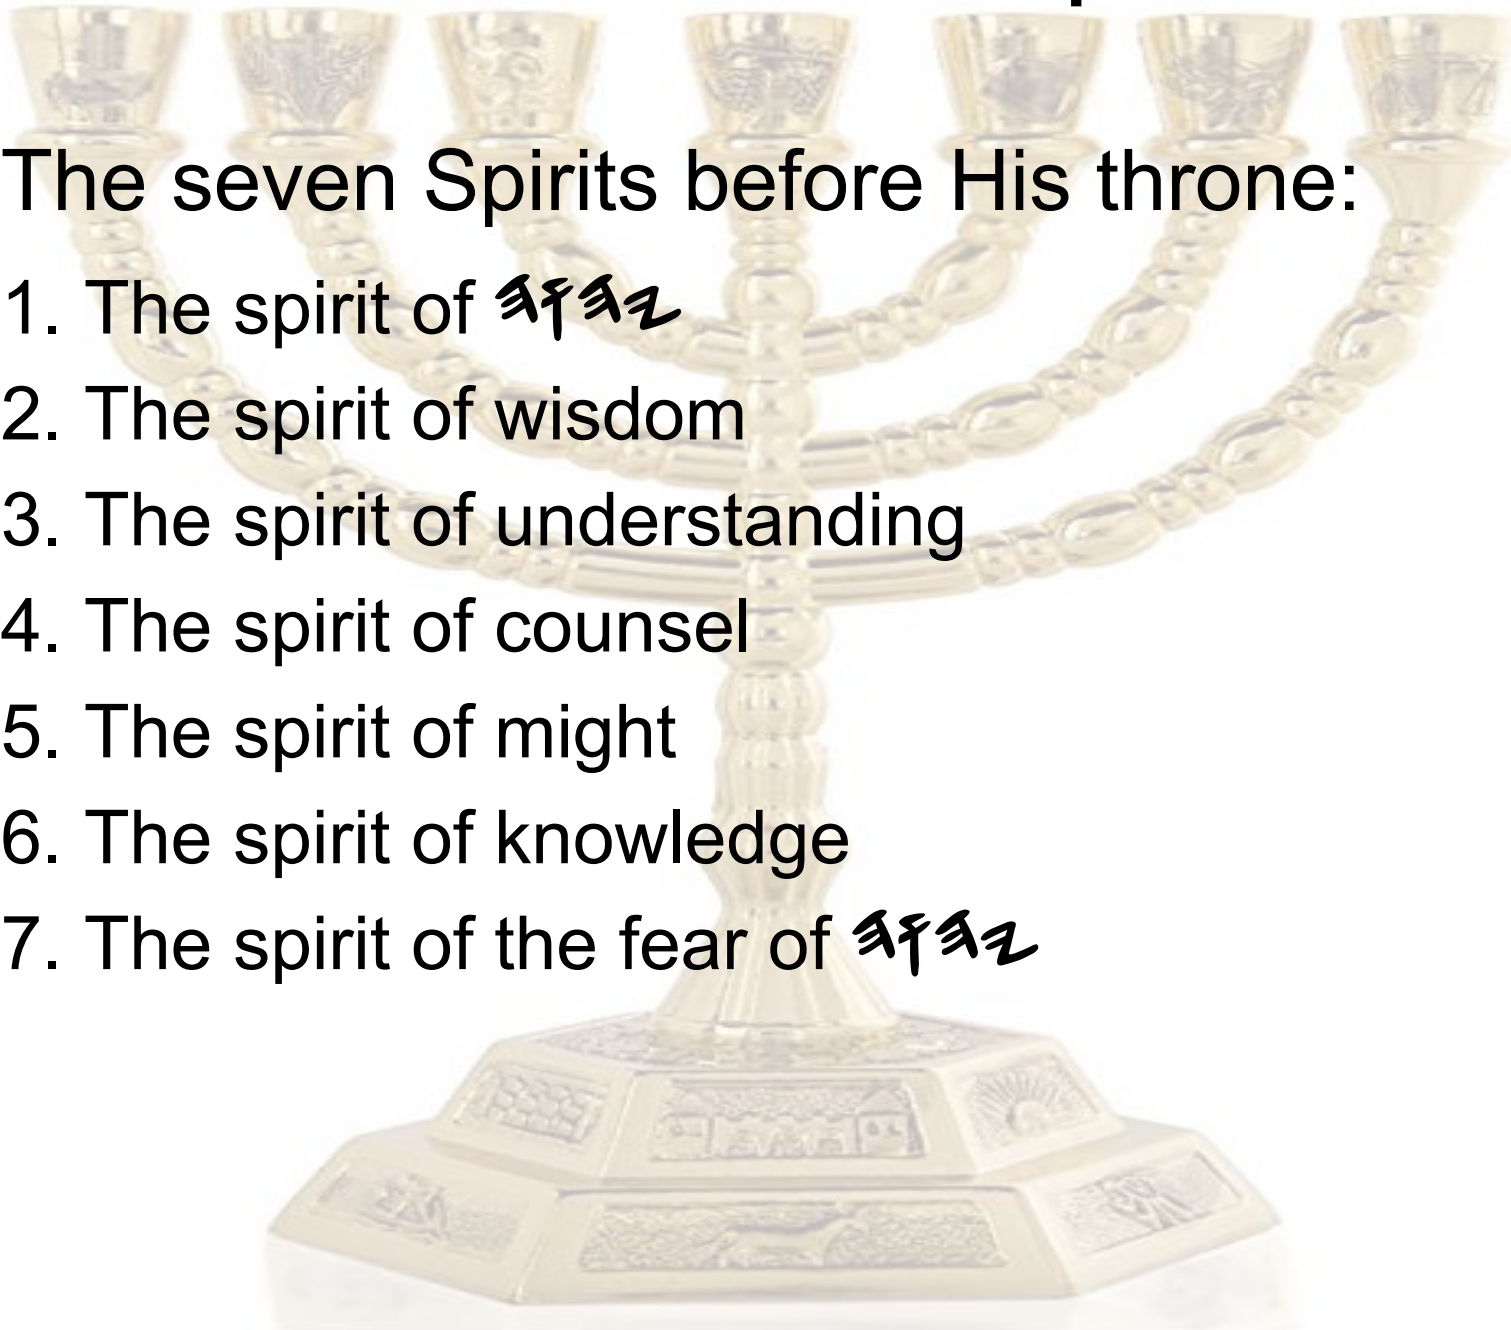 The seven Spirits before His throne:
1. The spirit of 𐤉𐤄𐤅𐤄
2. The spirit of wisdom
3. The spirit of understanding
4. The spirit of counsel
5. The spirit of might
6. The spirit of knowledge
7. The spirit of the fear of 𐤉𐤄𐤅𐤄